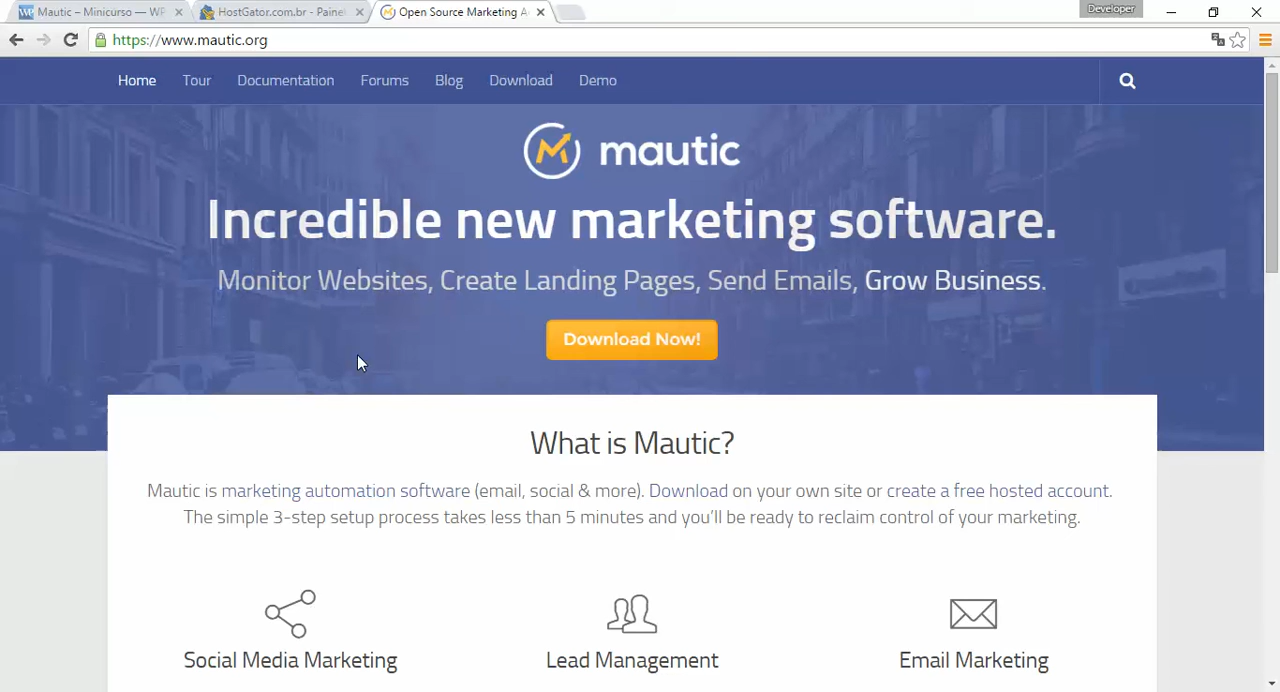 Mautic – Minicurso — WP
HostGator.com.br - Paine
Open Source Marketing A
Developer
https://www.mautic.org
Home Tour Documentation Forums Blog Download Demo
mautic
Incredible new marketing software.
Monitor Websites, Create Landing Pages, Send Emails, Grow Business.
Download Now!
What is Mautic?
Mautic is marketing automation software (email, social & more). Download on your own site or create a free hosted account.
The simple 3-step setup process takes less than 5 minutes and you’ll be ready to reclaim control of your marketing.
Social Media Marketing
Lead Management
Email Marketing